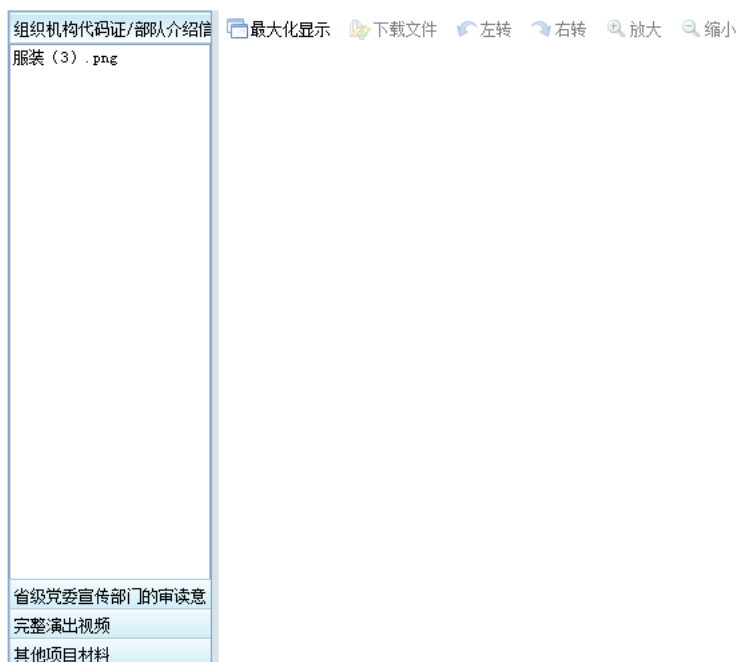 组织机构代码证/部队介绍信
最大化显示 下载文件 左转 右转 放大 缩小
服装（3）.png
省级党委宣传部门的审读意
完整演出视频
其他项目材料